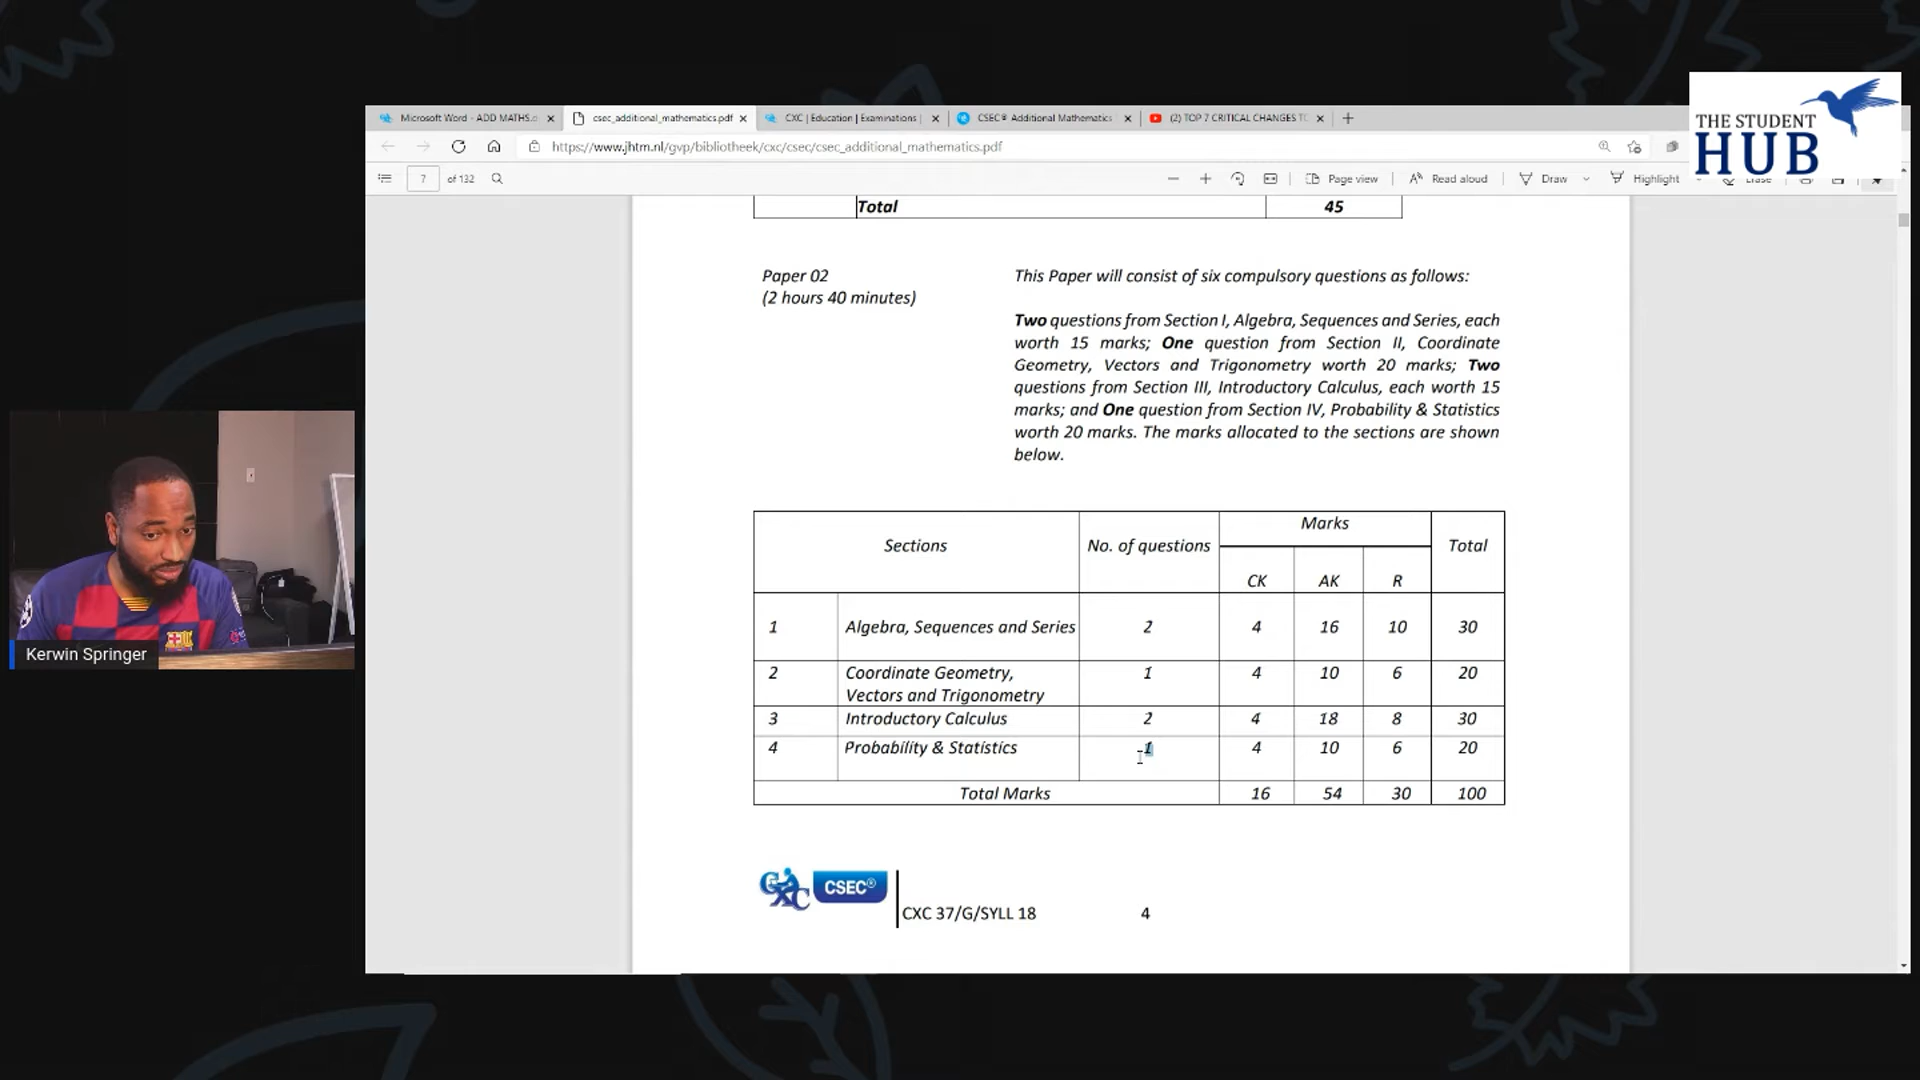 THE STUDENT
HUB
Microsoft Word - ADD MATHS.
csec_additional_mathematics.pdf
CXC | Education | Examinations |
CSEC® Additional Mathematics
(2) TOP 7 CRITICAL CHANGES T
https://www.jhtm.nl/gvp/bibliotheek/cxc/csec/csec_additional_mathematics.pdf
7 of 132
Page view
Read aloud
Draw
Highlight
Total 45
Paper 02
(2 hours 40 minutes)
This Paper will consist of six compulsory questions as follows:
Two questions from Section I, Algebra, Sequences and Series, each
worth 15 marks; One question from Section II, Coordinate
Geometry, Vectors and Trigonometry worth 20 marks; Two
questions from Section III, Introductory Calculus, each worth 15
marks; and One question from Section IV, Probability & Statistics
worth 20 marks. The marks allocated to the sections are shown
below.
Sections No. of questions Marks Total
CK AK R
1 Algebra, Sequences and Series 2 4 16 10 30
2 Coordinate Geometry,
Vectors and Trigonometry 1 4 10 6 20
3 Introductory Calculus 2 4 18 8 30
4 Probability & Statistics 1 4 10 6 20
Total Marks 16 54 30 100
CXC CSEC®
CXC 37/G/SYLL 18 4
Kerwin Springer